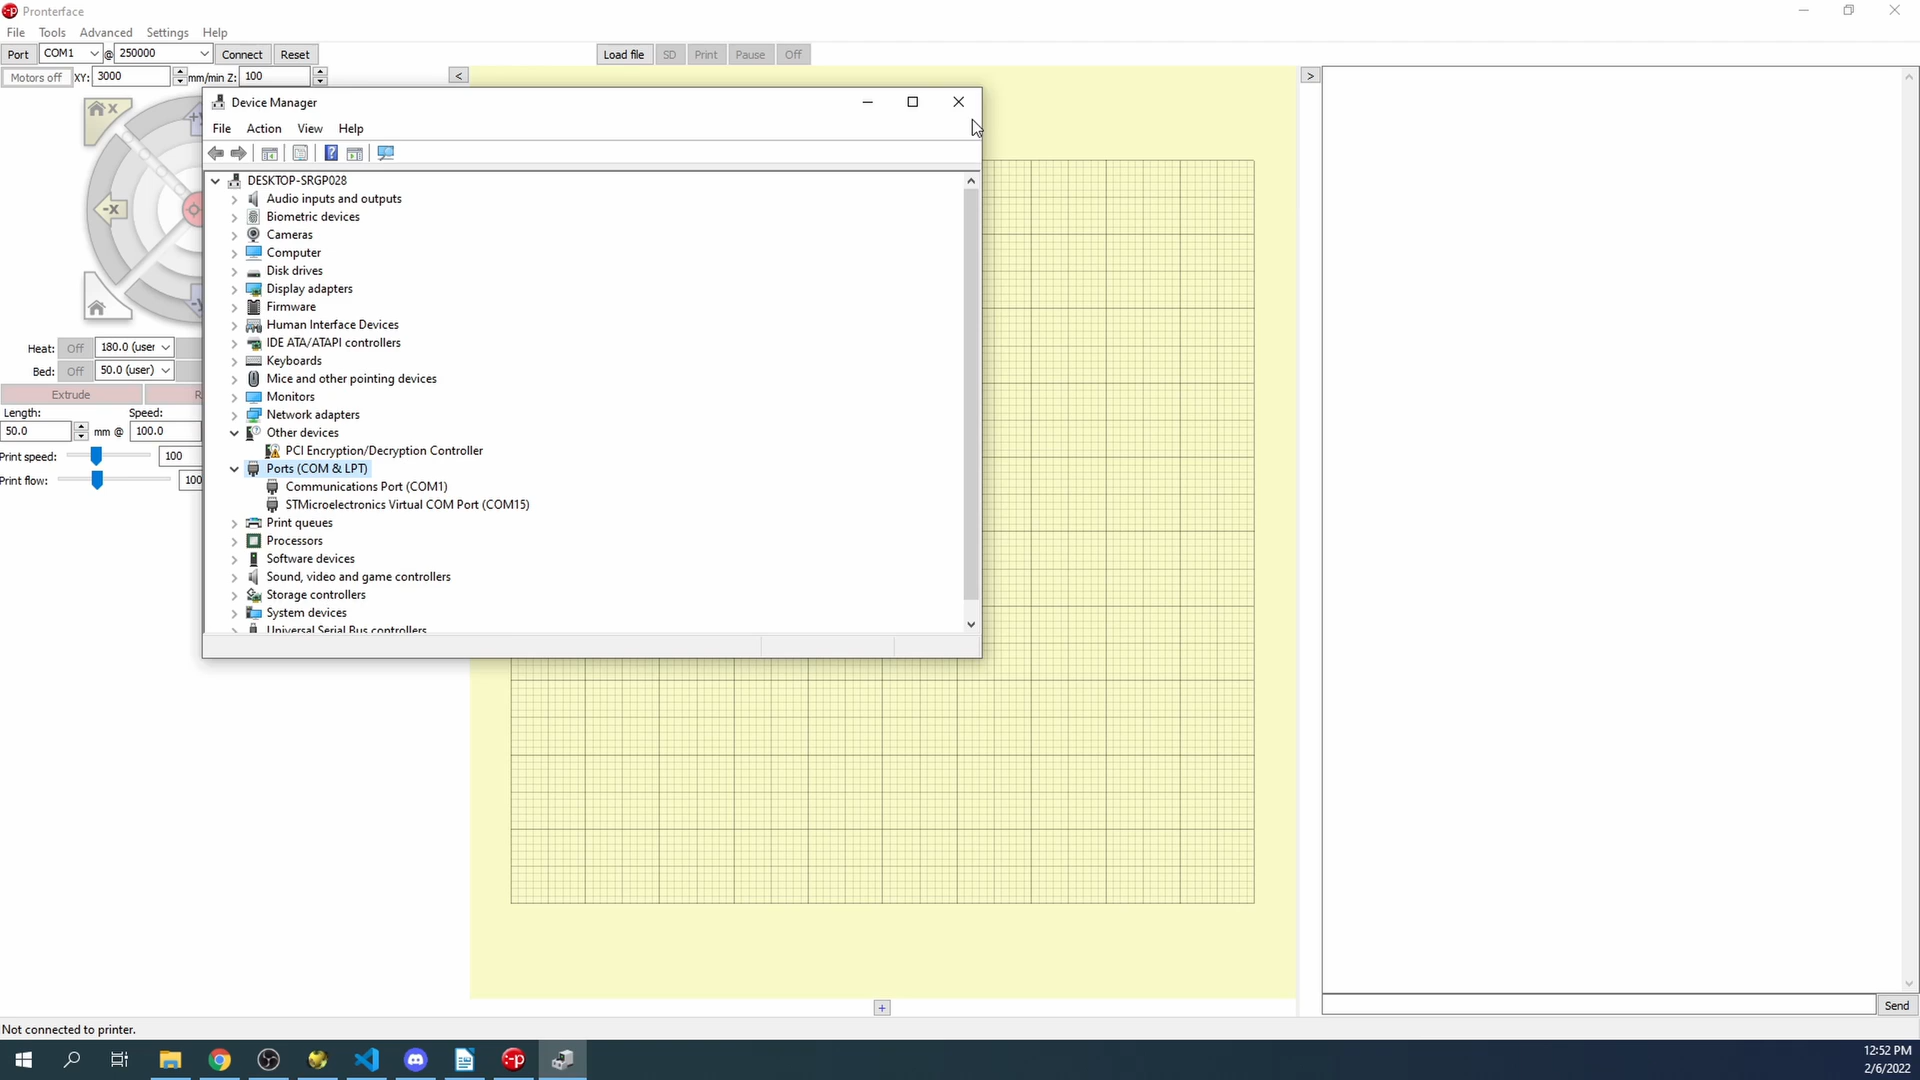 Pronterface
File Tools Advanced Settings Help
Port COM1 @ 250000 Connect Reset Load file SD Print Pause Off
Motors off XY: 3000 mm/min Z: 100 < >
Device Manager
File Action View Help
DESKTOP-SRGP028
Audio inputs and outputs
Biometric devices
Cameras
Computer
Disk drives
Display adapters
Firmware
Human Interface Devices
IDE ATA/ATAPI controllers
Keyboards
Mice and other pointing devices
Monitors
Network adapters
Other devices
PCI Encryption/Decryption Controller
Ports (COM & LPT)
Communications Port (COM1)
STMicroelectronics Virtual COM Port (COM15)
Print queues
Processors
Software devices
Sound, video and game controllers
Storage controllers
System devices
Universal Serial Bus controllers
X
-X
Heat: Off 180.0 (user
Bed: Off 50.0 (user)
Extrude
Length: Speed:
50.0 mm @ 100.0
Print speed: 100
Print flow: 100
+
Send
Not connected to printer.
12:52 PM
2/6/2022